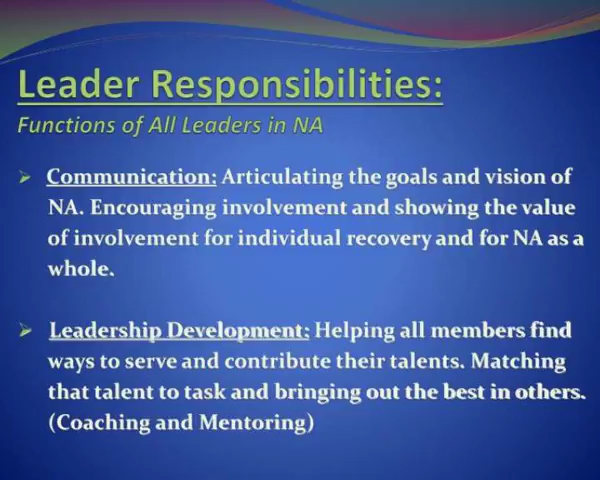 Leader Responsibilities:
Functions of All Leaders in NA
Communication: Articulating the goals and vision of
NA. Encouraging involvement and showing the value
of involvement for individual recovery and for NA as a
whole.
Leadership Development: Helping all members find
ways to serve and contribute their talents. Matching
that talent to task and bringing out the best in others.
(Coaching and Mentoring)